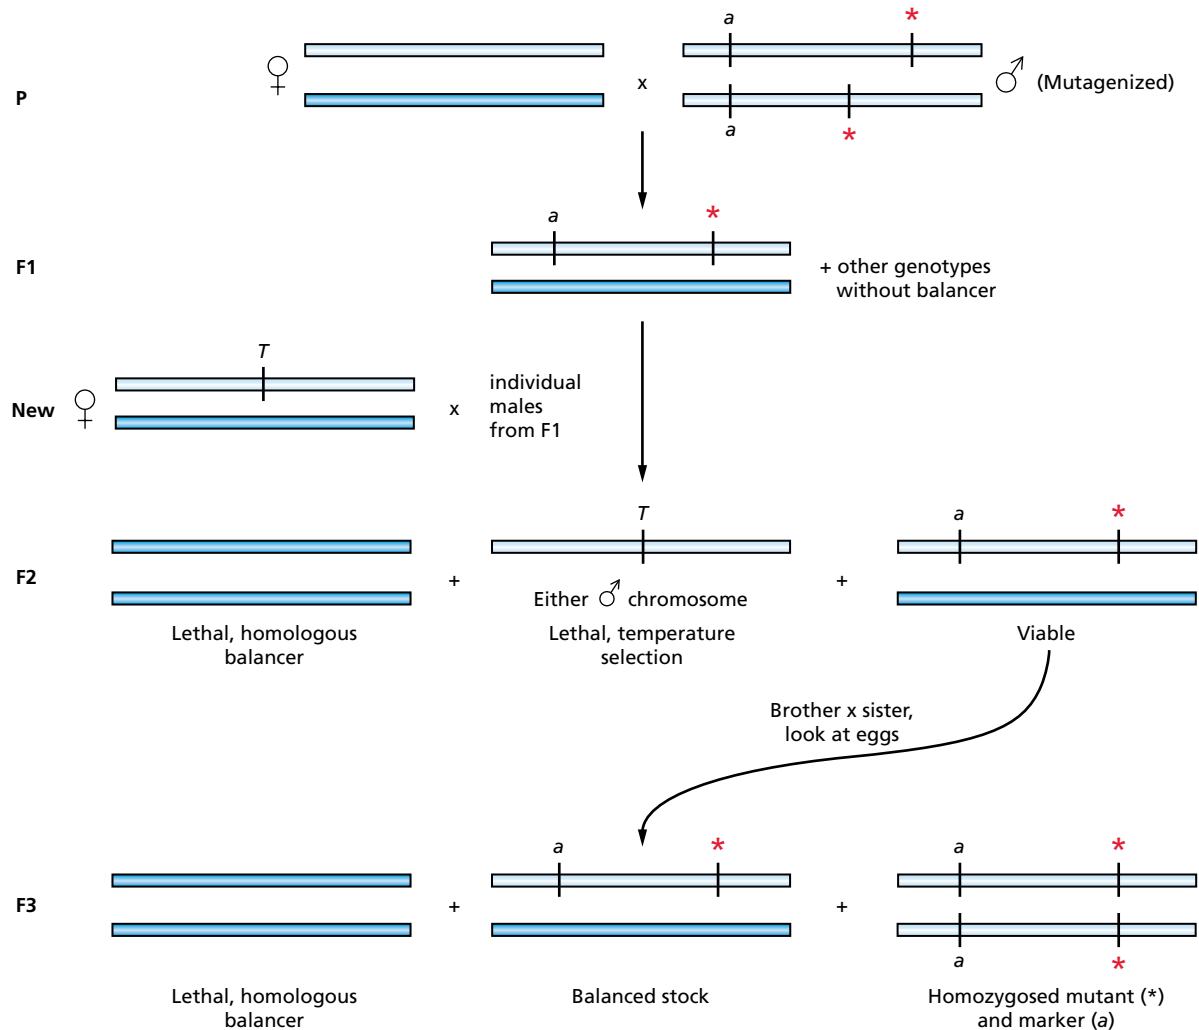 P
♀
x
a
*
a
*
♂ (Mutagenized)
F1
a
*
+ other genotypes
without balancer
New
♀
T
x
individual
males
from F1
F2
+
T
Either ♂ chromosome
+
a
*
Lethal, homologous
balancer
Lethal, temperature
selection
Viable
Brother x sister,
look at eggs
F3
+
a
*
+
a
*
a
*
Lethal, homologous
balancer
Balanced stock
Homozygosed mutant (*)
and marker (a)